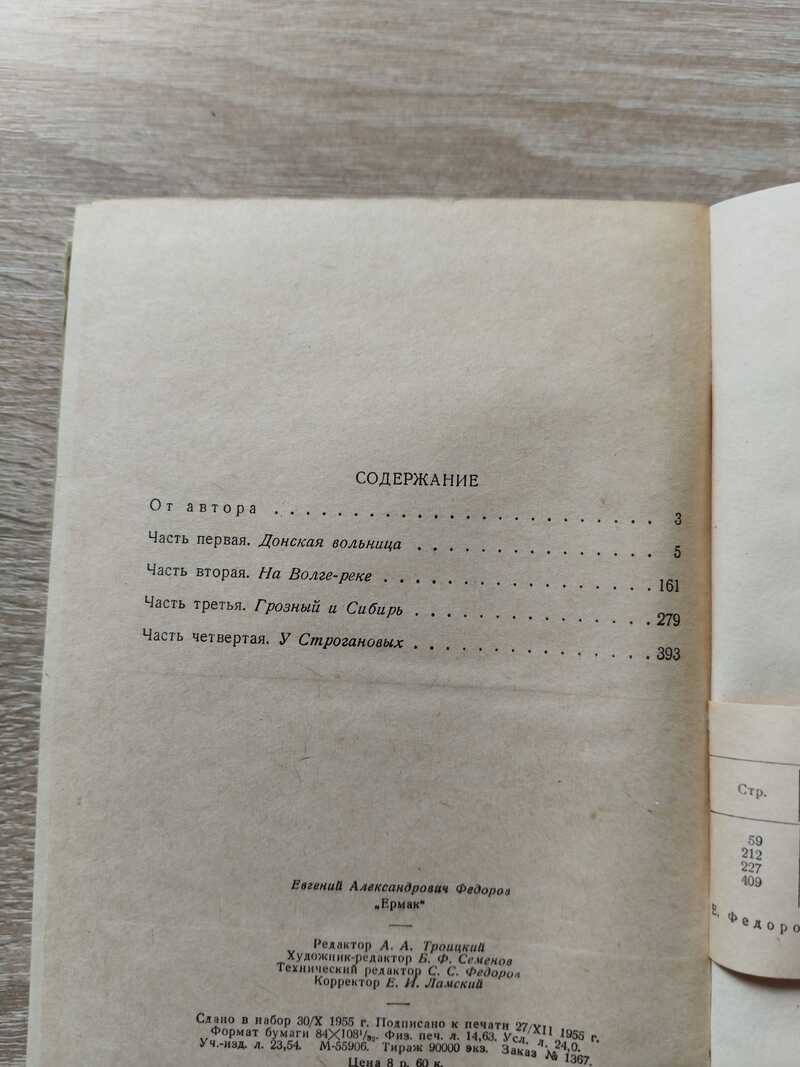 СОДЕРЖАНИЕ
От автора . . . . . . . . . . . . . . . . . . . . . . . . 3
Часть первая. Донская вольница . . . . . . . . . . . . . . . 5
Часть вторая. На Волге-реке . . . . . . . . . . . . . . . . . 161
Часть третья. Грозный и Сибирь . . . . . . . . . . . . . . . 279
Часть четвертая. У Строгановых . . . . . . . . . . . . . . . 393
Евгений Александрович Федоров
„Ермак“
Редактор А. А. Троицкий
Художник-редактор Б. Ф. Семенов
Технический редактор С. С. Федоров
Корректор Е. И. Ламский
Сдано в набор 30/X 1955 г. Подписано к печати 27/XII 1955 г.
Формат бумаги 84×108¹/₃₂. Физ. печ. л. 14,63. Усл. л. 24,0.
Уч.-изд. л. 23,54. М-55906. Тираж 90000 экз. Заказ № 1367.
Цена 8 р. 60 к.
Стр.
59
212
227
409
Е. Федоро